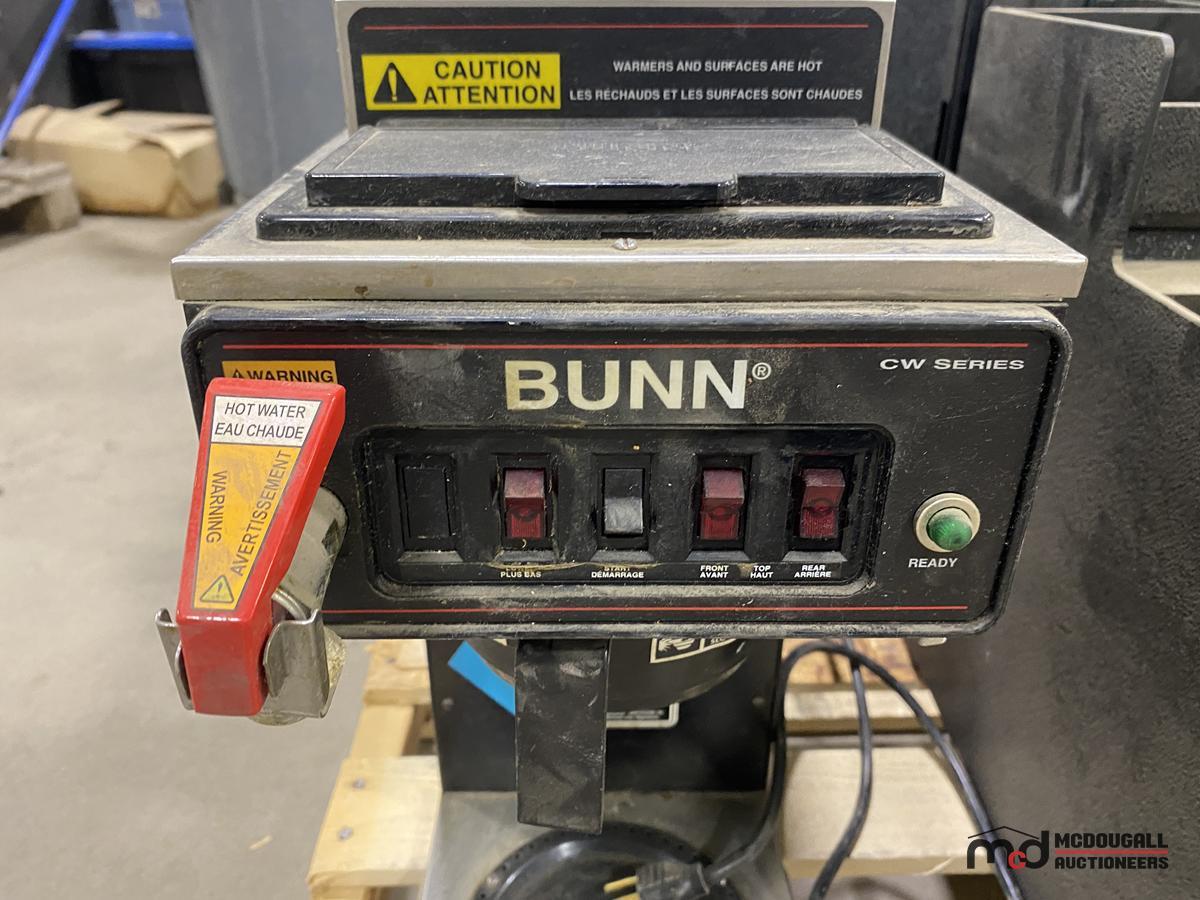 CAUTION
ATTENTION
WARMERS AND SURFACES ARE HOT
LES RÉCHAUDS ET LES SURFACES SONT CHAUDES
WARNING
BUNN®
CW SERIES
HOT WATER
EAU CHAUDE
WARNING
AVERTISSEMENT
PLUS BAS
START
DÉMARRAGE
FRONT
AVANT
TOP
HAUT
REAR
ARRIÈRE
READY
mcd MCDOUGALL
AUCTIONEERS